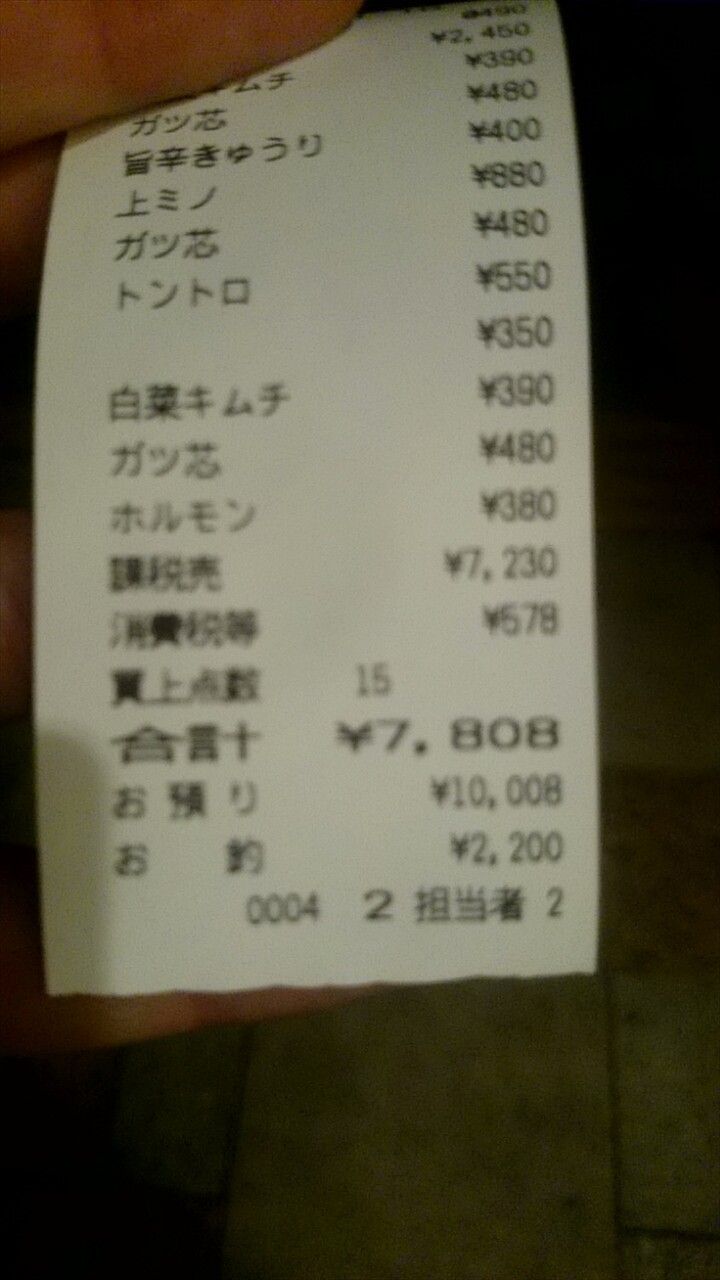 @490
¥2,450
キムチ ¥390
ガツ芯 ¥480
旨辛きゅうり ¥400
上ミノ ¥880
ガツ芯 ¥480
トントロ ¥550
¥350
白菜キムチ ¥390
ガツ芯 ¥480
ホルモン ¥380
課税売 ¥7,230
消費税等 ¥578
買上点数 15
合計 ¥7,808
お預り ¥10,008
お 釣 ¥2,200
0004 2 担当者 2